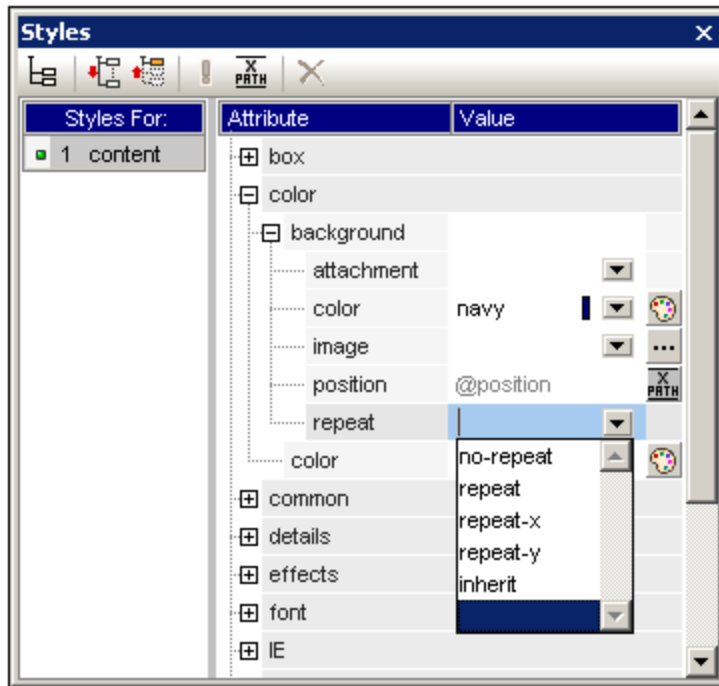 Styles
X
PATH
Styles For:
Attribute Value
1 content
box
color
background
attachment
color navy
image
position @position
X
PATH
repeat
color
no-repeat
repeat
repeat-x
repeat-y
inherit
common
details
effects
font
IE